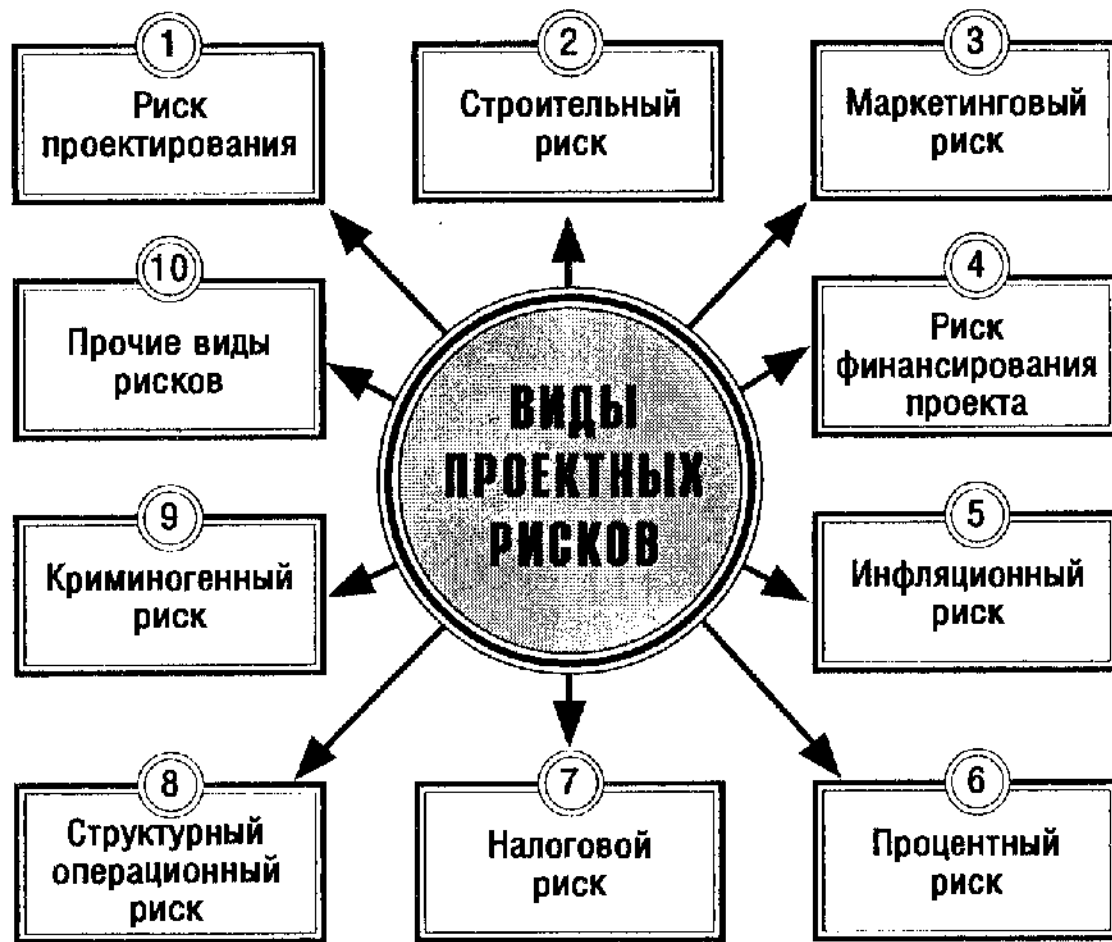 1
Риск
проектирования
2
Строительный
риск
3
Маркетинговый
риск
10
Прочие виды
рисков
ВИДЫ
ПРОЕКТНЫХ
РИСКОВ
4
Риск
финансирования
проекта
9
Криминогенный
риск
5
Инфляционный
риск
8
Структурный
операционный
риск
7
Налоговой
риск
6
Процентный
риск